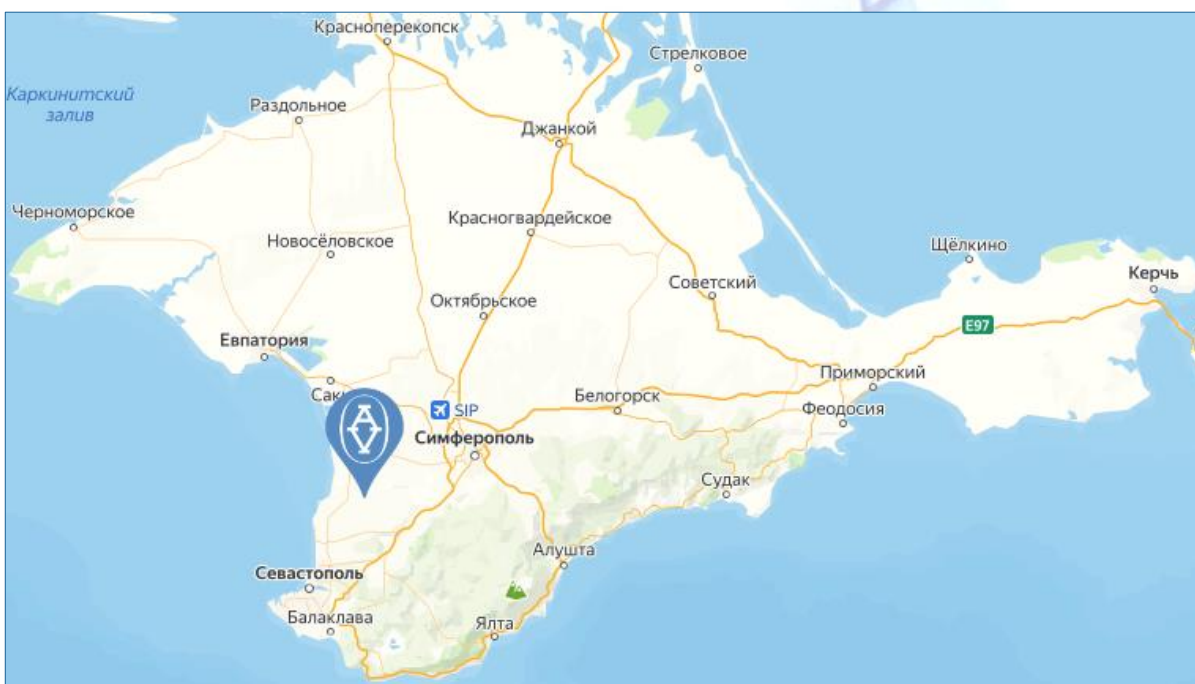 Красноперекопск
Стрелковое
Каркинитский
залив
Раздольное
Джанкой
Черноморское
Красногвардейское
Новосёловское
Щёлкино
Керчь
Советский
Октябрьское
E97
Евпатория
Приморский
Сак
SIP
Белогорск
Феодосия
Симферополь
Судак
Алушта
Севастополь
Балаклава
Ялта